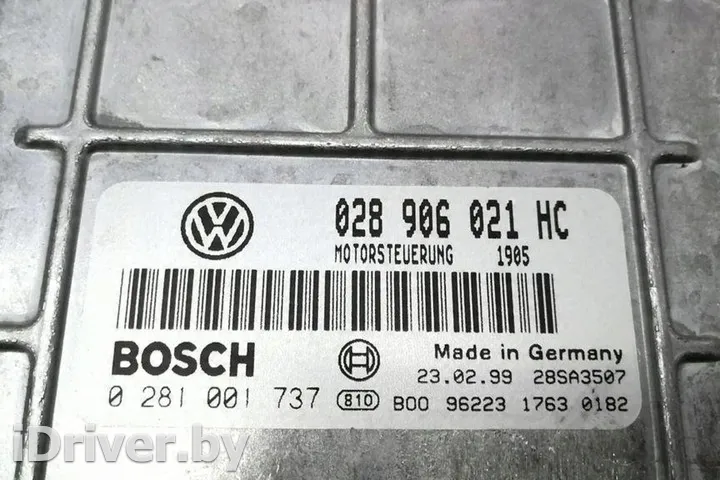 028 906 021 HC
MOTORSTEUERUNG 1905
BOSCH
Made in Germany
23.02.99 28SA3507
0 281 001 737 810 B00 96223 1763 0182
iDriver.by